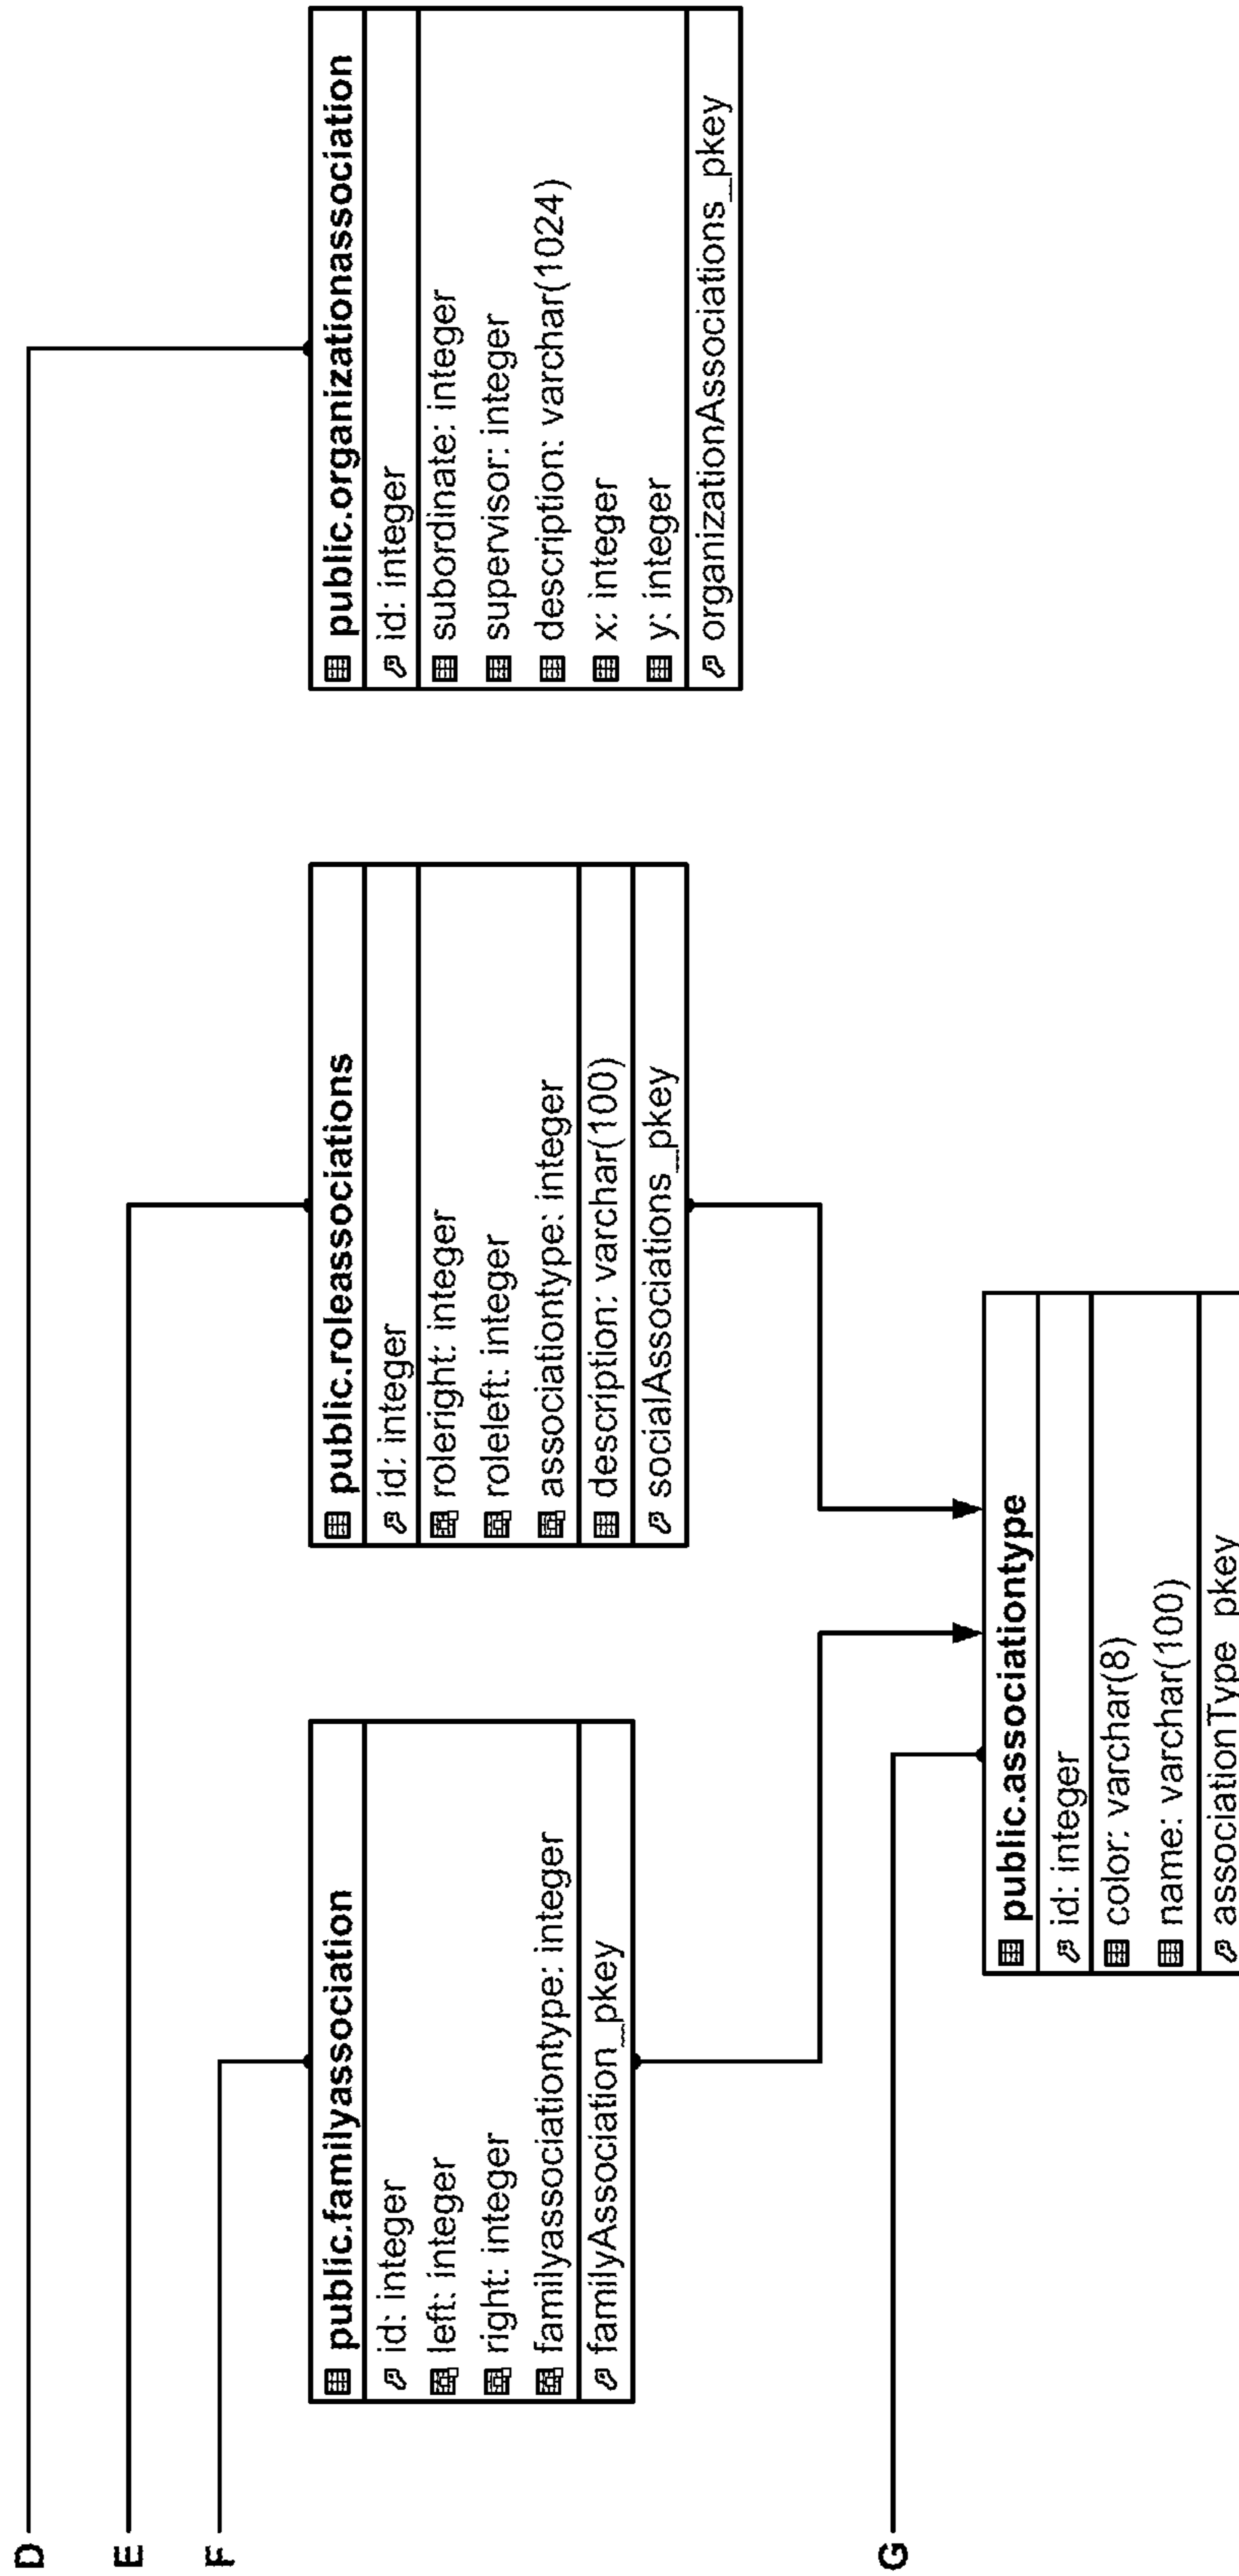 D
E
F
public.familyassociation
id: integer
left: integer
right: integer
familyassociationtype: integer
familyAssociation_pkey
public.roleassociations
id: integer
roleright: integer
roleleft: integer
associationtype: integer
description: varchar(100)
socialAssociations_pkey
public.organizationassociation
id: integer
subordinate: integer
supervisor: integer
description: varchar(1024)
x: integer
y: integer
organizationAssociations_pkey
G
public.associationtype
id: integer
color: varchar(8)
name: varchar(100)
associationType_pkey